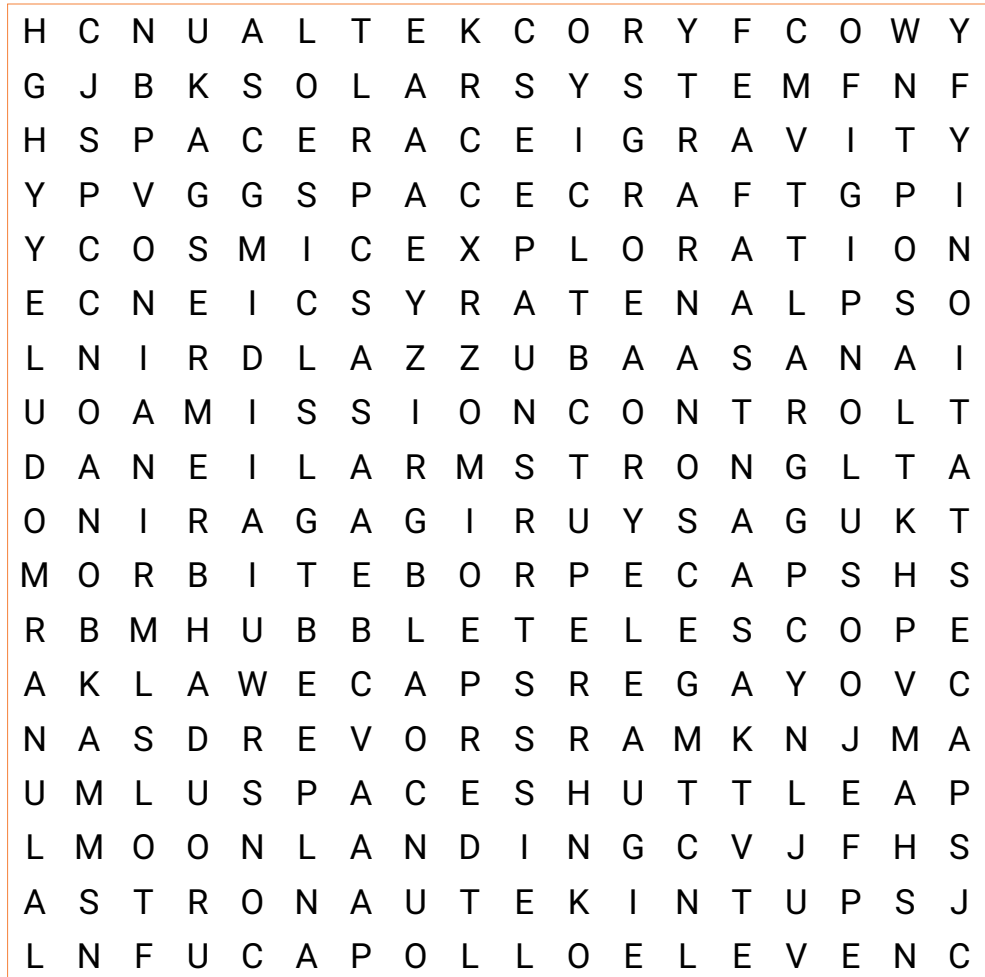 H C N U A L T E K C O R Y F C O W Y
G J B K S O L A R S Y S T E M F N F
H S P A C E R A C E I G R A V I T Y
Y P V G G S P A C E C R A F T G P I
Y C O S M I C E X P L O R A T I O N
E C N E I C S Y R A T E N A L P S O
L N I R D L A Z Z U B A A S A N A I
U O A M I S S I O N C O N T R O L T
D A N E I L A R M S T R O N G L T A
O N I R A G A G I R U Y S A G U K T
M O R B I T E B O R P E C A P S H S
R B M H U B B L E T E L E S C O P E
A K L A W E C A P S R E G A Y O V C
N A S D R E V O R S R A M K N J M A
U M L U S P A C E S H U T T L E A P
L M O O N L A N D I N G C V J F H S
A S T R O N A U T E K I N T U P S J
L N F U C A P O L L O E L E V E N C